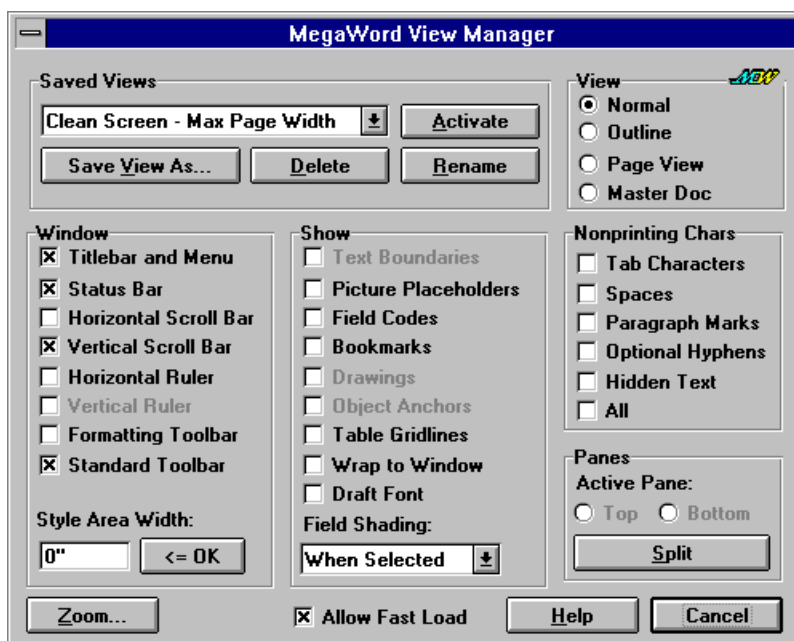 MegaWord View Manager
Saved Views
Clean Screen - Max Page Width
Activate
Save View As...
Delete
Rename
View
NEW
Normal
Outline
Page View
Master Doc
Window
Titlebar and Menu
Status Bar
Horizontal Scroll Bar
Vertical Scroll Bar
Horizontal Ruler
Vertical Ruler
Formatting Toolbar
Standard Toolbar
Style Area Width:
0"
<= OK
Show
Text Boundaries
Picture Placeholders
Field Codes
Bookmarks
Drawings
Object Anchors
Table Gridlines
Wrap to Window
Draft Font
Field Shading:
When Selected
Nonprinting Chars
Tab Characters
Spaces
Paragraph Marks
Optional Hyphens
Hidden Text
All
Panes
Active Pane:
Top
Bottom
Split
Zoom...
Allow Fast Load
Help
Cancel